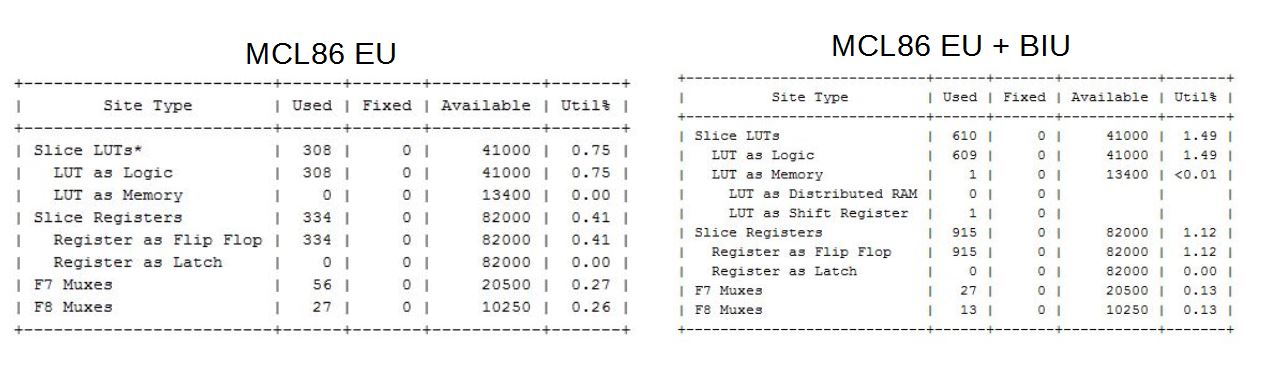 MCL86 EU
+-------------------------+------+-------+-----------+-------+
| Site Type | Used | Fixed | Available | Util% |
+-------------------------+------+-------+-----------+-------+
| Slice LUTs* | 308 | 0 | 41000 | 0.75 |
| LUT as Logic | 308 | 0 | 41000 | 0.75 |
| LUT as Memory | 0 | 0 | 13400 | 0.00 |
| Slice Registers | 334 | 0 | 82000 | 0.41 |
| Register as Flip Flop | 334 | 0 | 82000 | 0.41 |
| Register as Latch | 0 | 0 | 82000 | 0.00 |
| F7 Muxes | 56 | 0 | 20500 | 0.27 |
| F8 Muxes | 27 | 0 | 10250 | 0.26 |
+-------------------------+------+-------+-----------+-------+
MCL86 EU + BIU
+----------------------------+------+-------+-----------+-------+
| Site Type | Used | Fixed | Available | Util% |
+----------------------------+------+-------+-----------+-------+
| Slice LUTs | 610 | 0 | 41000 | 1.49 |
| LUT as Logic | 609 | 0 | 41000 | 1.49 |
| LUT as Memory | 1 | 0 | 13400 | <0.01 |
| LUT as Distributed RAM | 0 | 0 | | |
| LUT as Shift Register | 1 | 0 | | |
| Slice Registers | 915 | 0 | 82000 | 1.12 |
| Register as Flip Flop | 915 | 0 | 82000 | 1.12 |
| Register as Latch | 0 | 0 | 82000 | 0.00 |
| F7 Muxes | 27 | 0 | 20500 | 0.13 |
| F8 Muxes | 13 | 0 | 10250 | 0.13 |
+----------------------------+------+-------+-----------+-------+